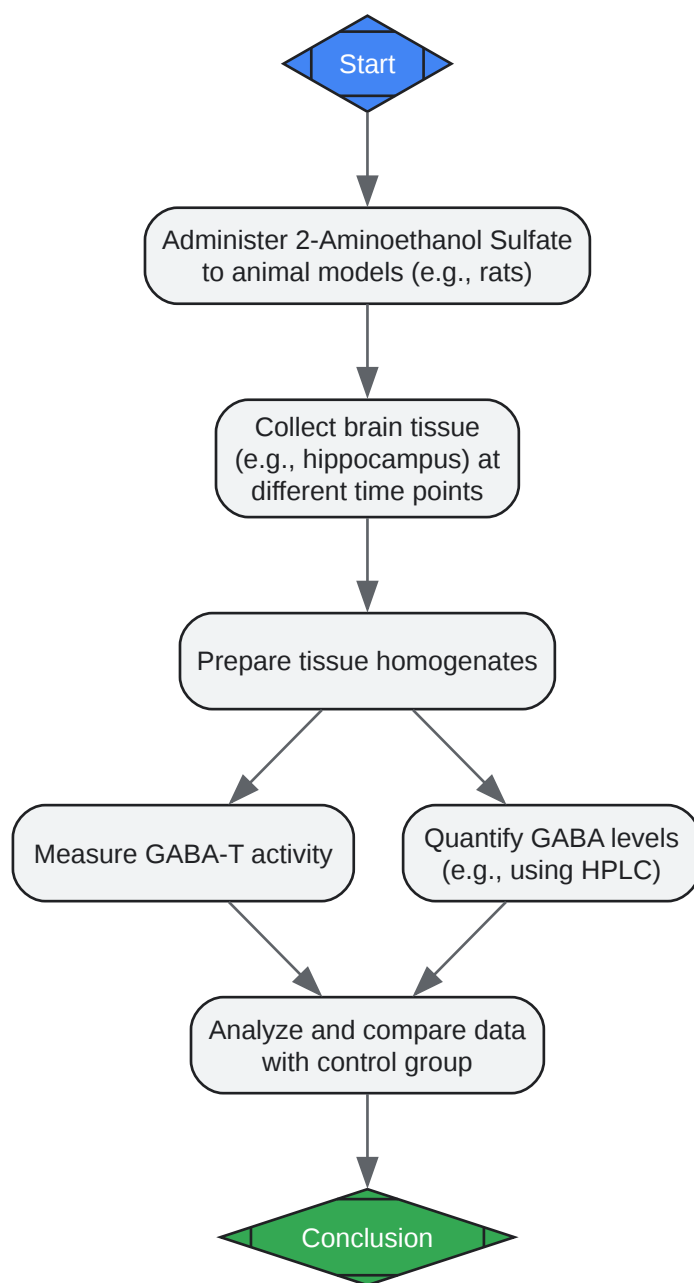 Start
Administer 2-Aminoethanol Sulfate
to animal models (e.g., rats)
Collect brain tissue
(e.g., hippocampus) at
different time points
Prepare tissue homogenates
Measure GABA-T activity
Quantify GABA levels
(e.g., using HPLC)
Analyze and compare data
with control group
Conclusion